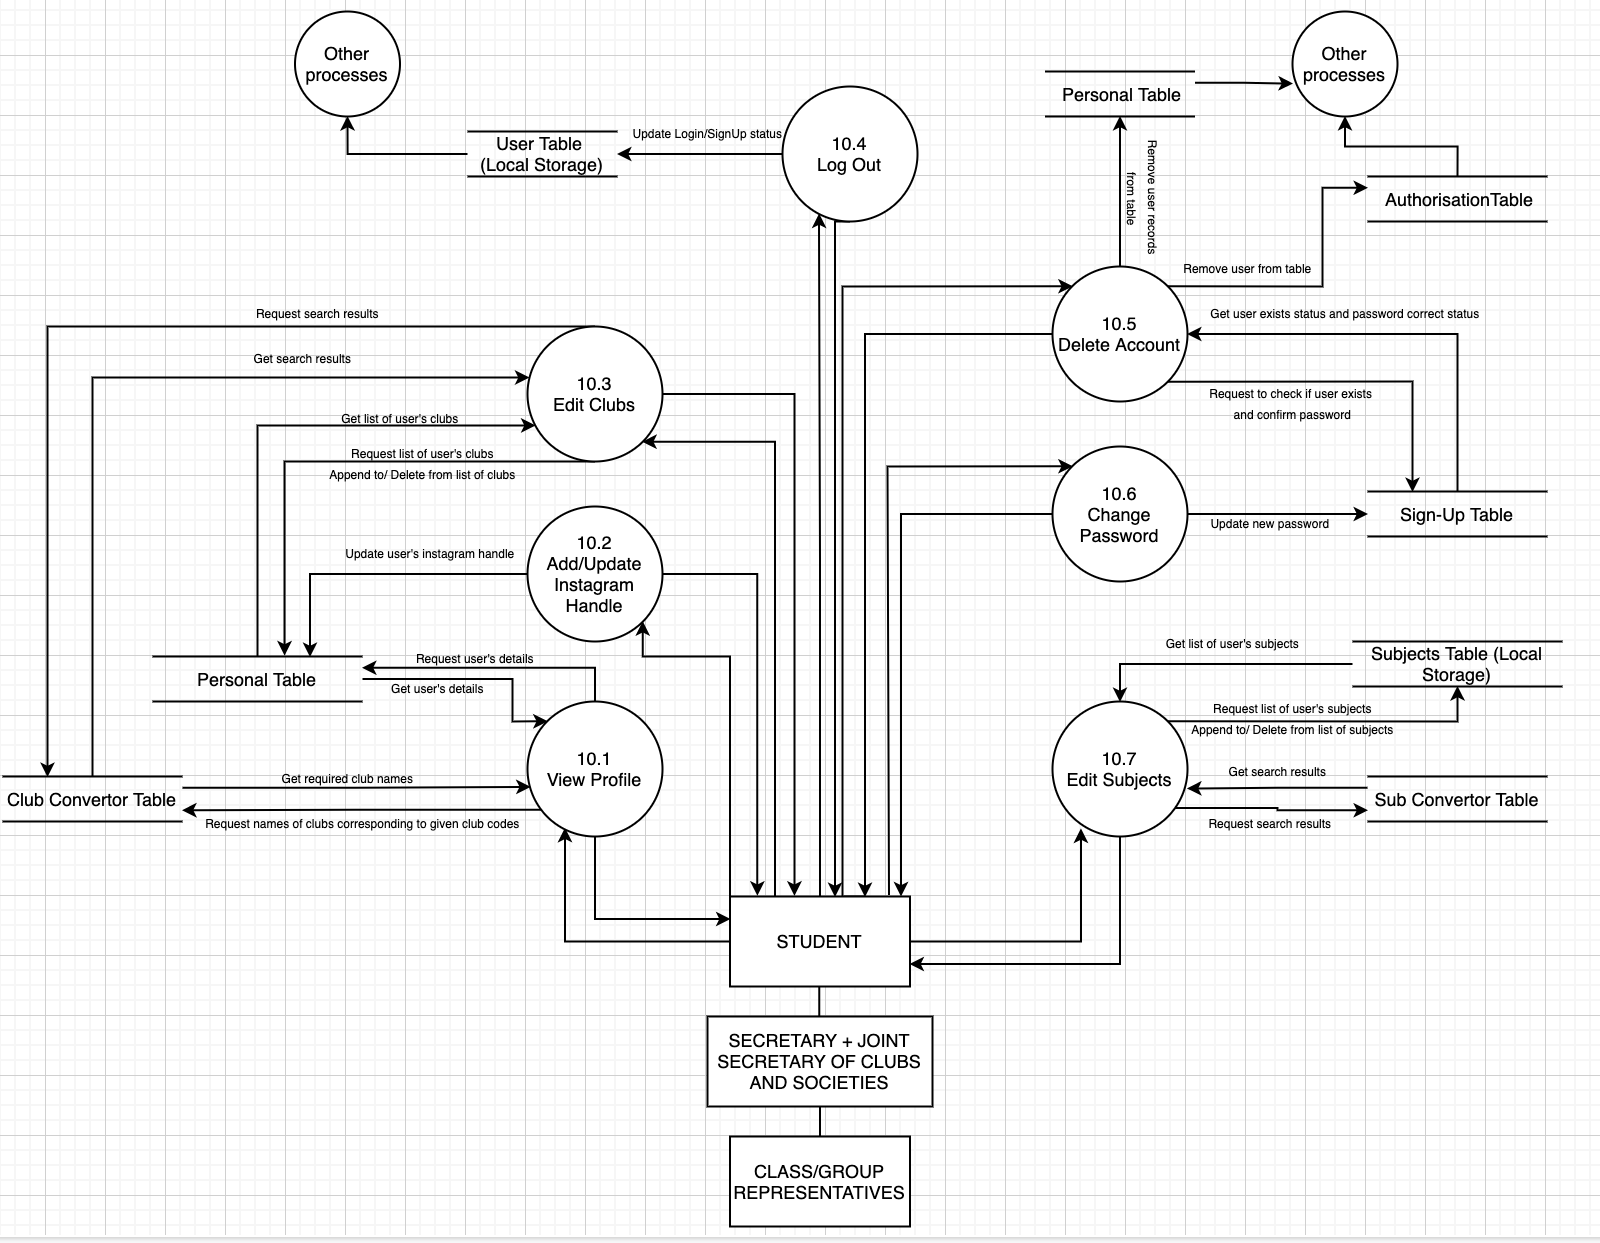 Other
processes
Other
processes
Personal Table
10.4
Log Out
Update Login/SignUp status
User Table
(Local Storage)
Remove user records
from table
AuthorisationTable
Remove user from table
Request search results
Get user exists status and password correct status
10.5
Delete Account
Get search results
10.3
Edit Clubs
Request to check if user exists
and confirm password
Get list of user's clubs
Request list of user's clubs
Append to/ Delete from list of clubs
10.6
Change
Password
Update new password
Sign-Up Table
10.2
Add/Update
Instagram
Handle
Update user's instagram handle
Get list of user's subjects
Subjects Table (Local
Storage)
Request user's details
Personal Table
Get user's details
Request list of user's subjects
Append to/ Delete from list of subjects
10.1
View Profile
10.7
Edit Subjects
Get required club names
Get search results
Club Convertor Table
Sub Convertor Table
Request names of clubs corresponding to given club codes
Request search results
STUDENT
SECRETARY + JOINT
SECRETARY OF CLUBS
AND SOCIETIES
CLASS/GROUP
REPRESENTATIVES